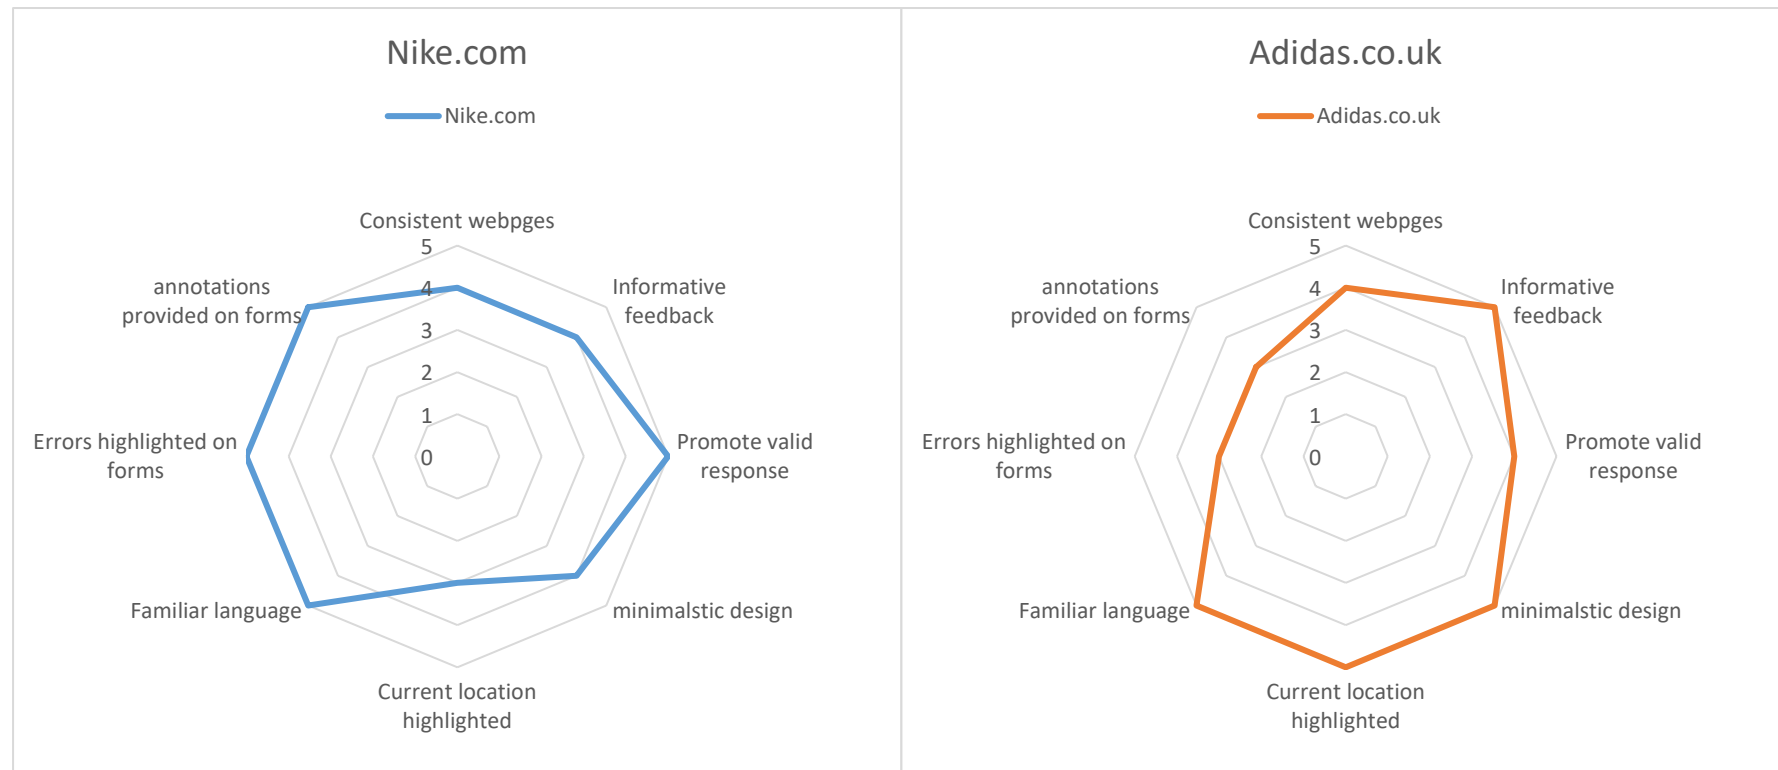 Nike.com
Nike.com
Consistent webpges
5
4
3
2
1
0
Informative
feedback
Promote valid
response
minimalstic design
Current location
highlighted
Familiar language
Errors highlighted on
forms
annotations
provided on forms
Adidas.co.uk
Adidas.co.uk
Consistent webpges
5
4
3
2
1
0
Informative
feedback
Promote valid
response
minimalstic design
Current location
highlighted
Familiar language
Errors highlighted on
forms
annotations
provided on forms